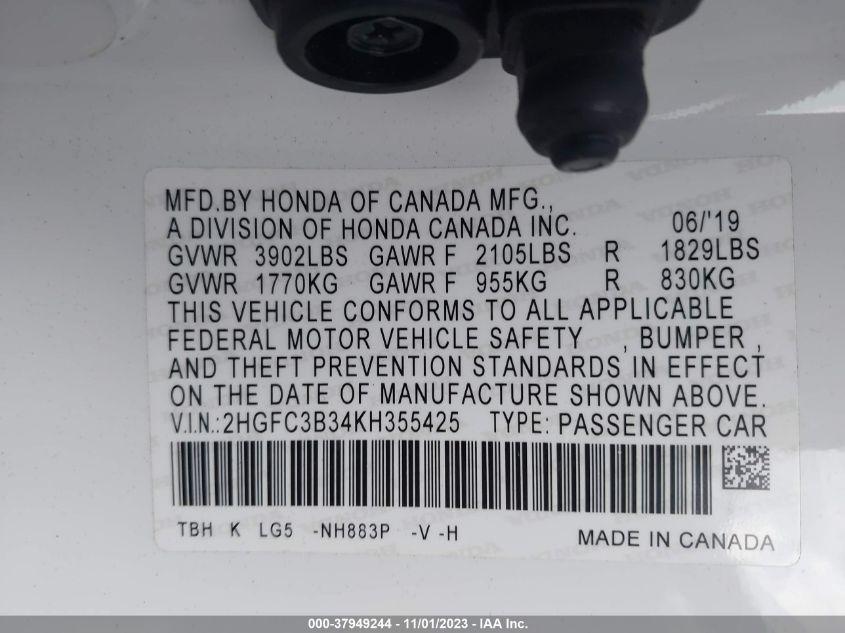 MFD.BY HONDA OF CANADA MFG.,
A DIVISION OF HONDA CANADA INC. 06/'19
GVWR 3902LBS GAWR F 2105LBS R 1829LBS
GVWR 1770KG GAWR F 955KG R 830KG
THIS VEHICLE CONFORMS TO ALL APPLICABLE
FEDERAL MOTOR VEHICLE SAFETY , BUMPER ,
AND THEFT PREVENTION STANDARDS IN EFFECT
ON THE DATE OF MANUFACTURE SHOWN ABOVE.
V.I.N.:2HGFC3B34KH355425 TYPE: PASSENGER CAR
TBH K LG5 -NH883P -V -H MADE IN CANADA
000-37949244 - 11/01/2023 - IAA Inc.